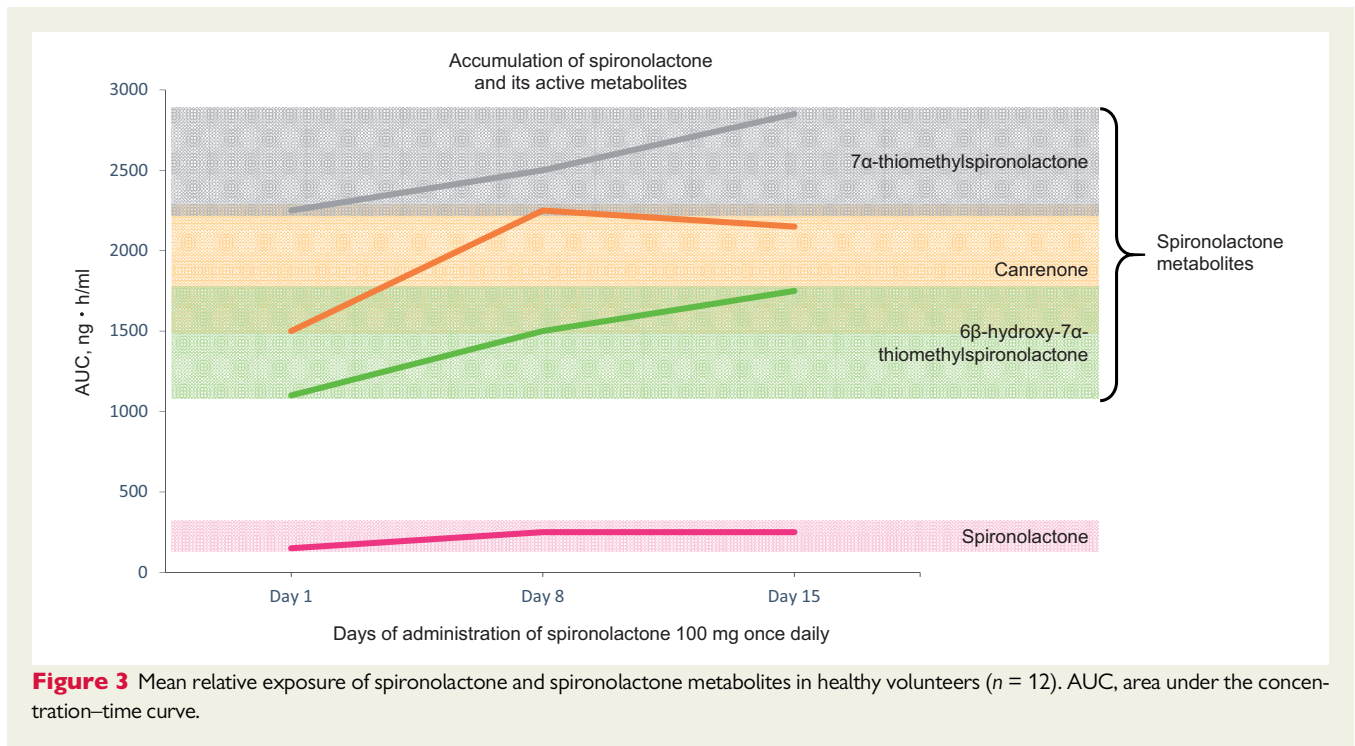 Accumulation of spironolactone
and its active metabolites
3000
2500
2000
1500
1000
500
0
AUC, ng • h/ml
7α-thiomethylspironolactone
Canrenone
6β-hydroxy-7α-
thiomethylspironolactone
Spironolactone
Spironolactone
metabolites
Day 1
Day 8
Day 15
Days of administration of spironolactone 100 mg once daily
Figure 3 Mean relative exposure of spironolactone and spironolactone metabolites in healthy volunteers (n = 12). AUC, area under the concen-
tration–time curve.